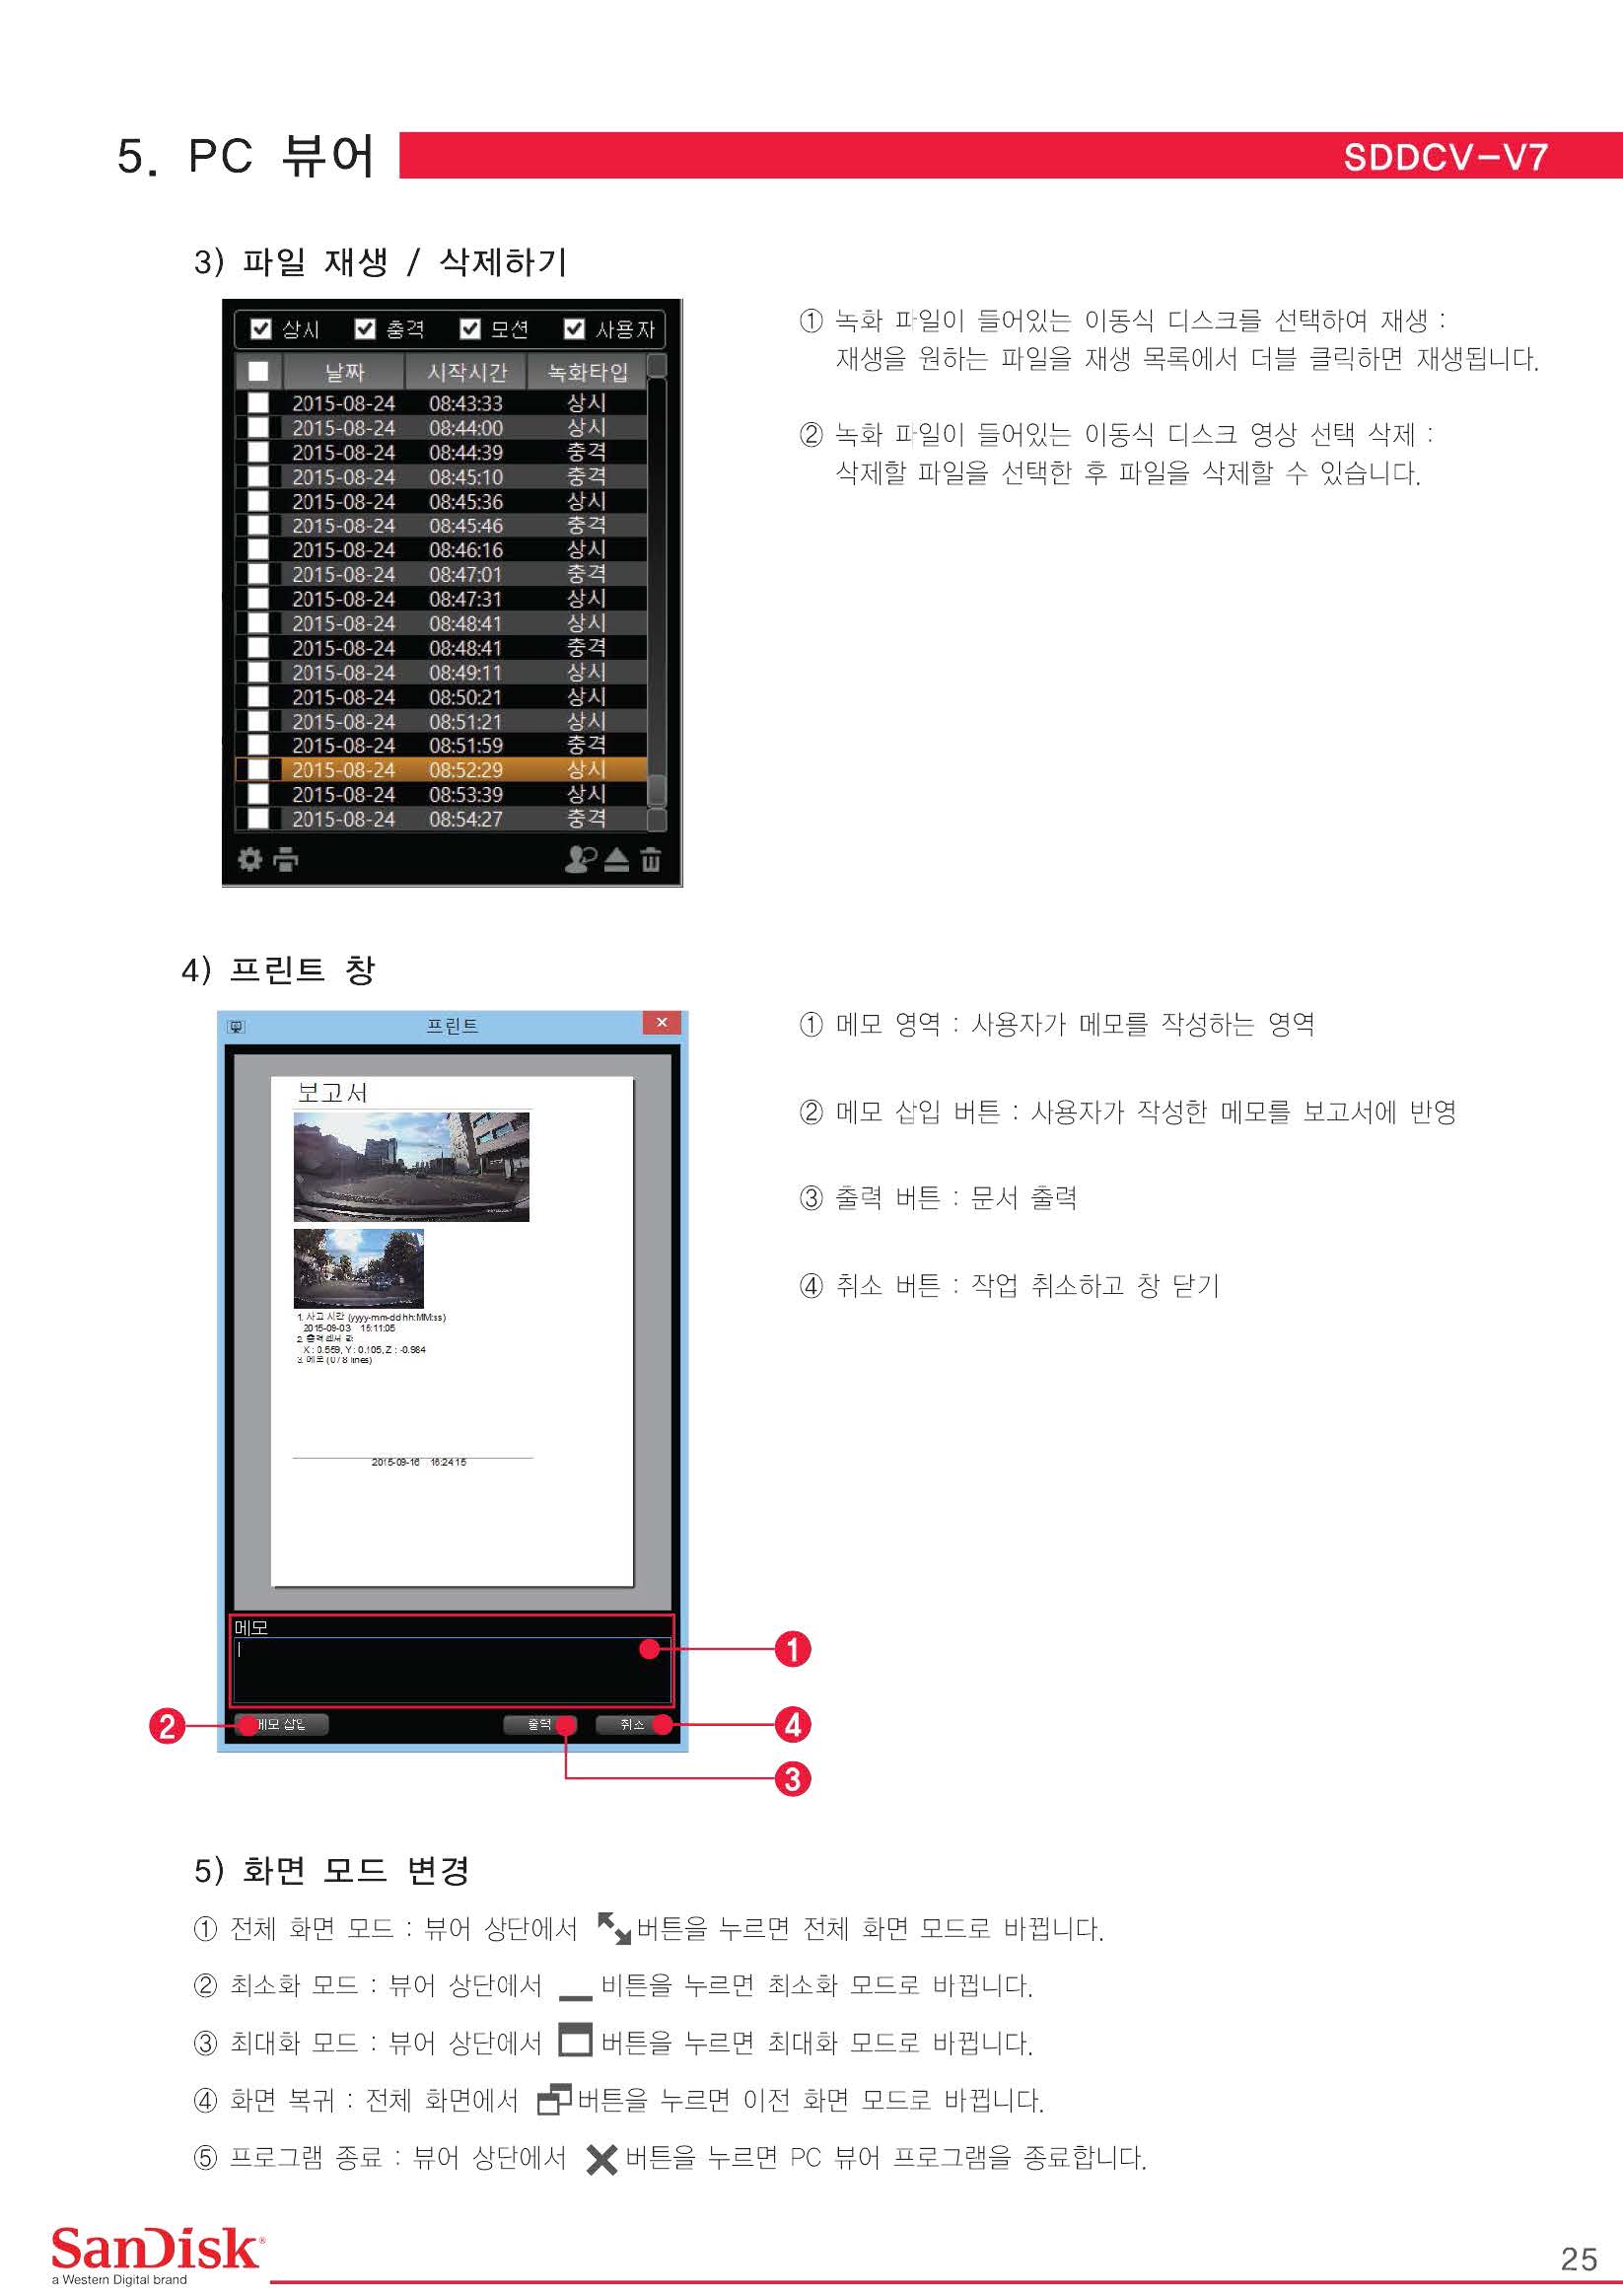 5. PC 뷰어
SDDCV-V7
3) 파일 재생 / 삭제하기
상시 충격 모션 사용자
날짜 시작시간 녹화타입
2015-08-24 08:43:33 상시
2015-08-24 08:44:00 상시
2015-08-24 08:44:39 충격
2015-08-24 08:45:10 충격
2015-08-24 08:45:36 상시
2015-08-24 08:45:46 충격
2015-08-24 08:46:16 상시
2015-08-24 08:47:01 충격
2015-08-24 08:47:31 상시
2015-08-24 08:48:41 상시
2015-08-24 08:48:41 충격
2015-08-24 08:49:11 상시
2015-08-24 08:50:21 상시
2015-08-24 08:51:21 상시
2015-08-24 08:51:59 충격
2015-08-24 08:52:29 상시
2015-08-24 08:53:39 상시
2015-08-24 08:54:27 충격
① 녹화 파일이 들어있는 이동식 디스크를 선택하여 재생 :
재생을 원하는 파일을 재생 목록에서 더블 클릭하면 재생됩니다.
② 녹화 파일이 들어있는 이동식 디스크 영상 선택 삭제 :
삭제할 파일을 선택한 후 파일을 삭제할 수 있습니다.
4) 프린트 창
프린트
보고서
1. 사고 시간 (yyyy-mm-dd hh:MM:ss)
2015-09-03 15:11:05
2. 충격센서 값
X : 0.559, Y : 0.105, Z : -0.984
3. 메모 (0 / 8 lines)
2015-09-16 16:24:15
메모
메모 삽입
출력
취소
1
2
4
3
① 메모 영역 : 사용자가 메모를 작성하는 영역
② 메모 삽입 버튼 : 사용자가 작성한 메모를 보고서에 반영
③ 출력 버튼 : 문서 출력
④ 취소 버튼 : 작업 취소하고 창 닫기
5) 화면 모드 변경
① 전체 화면 모드 : 뷰어 상단에서 버튼을 누르면 전체 화면 모드로 바뀝니다.
② 최소화 모드 : 뷰어 상단에서 비튼을 누르면 최소화 모드로 바뀝니다.
③ 최대화 모드 : 뷰어 상단에서 버튼을 누르면 최대화 모드로 바뀝니다.
④ 화면 복귀 : 전체 화면에서 버튼을 누르면 이전 화면 모드로 바뀝니다.
⑤ 프로그램 종료 : 뷰어 상단에서 버튼을 누르면 PC 뷰어 프로그램을 종료합니다.
SanDisk®
a Western Digital brand
25